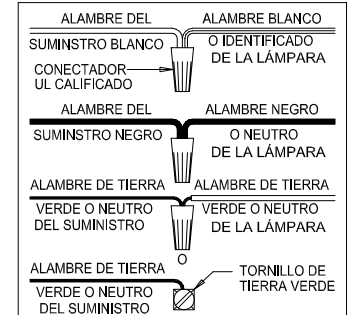 ALAMBRE DEL
SUMINSTRO BLANCO
ALAMBRE BLANCO
O IDENTIFICADO
DE LA LÁMPARA
CONECTADOR
UL CALIFICADO
ALAMBRE DEL
SUMINSTRO NEGRO
ALAMBRE NEGRO
O NEUTRO
DE LA LÁMPARA
ALAMBRE DE TIERRA
VERDE O NEUTRO
DEL SUMINISTRO
ALAMBRE DE TIERRA
VERDE O NEUTRO
DE LA LÁMPARA
O
ALAMBRE DE TIERRA
VERDE O NEUTRO
DEL SUMINISTRO
TORNILLO DE
TIERRA VERDE